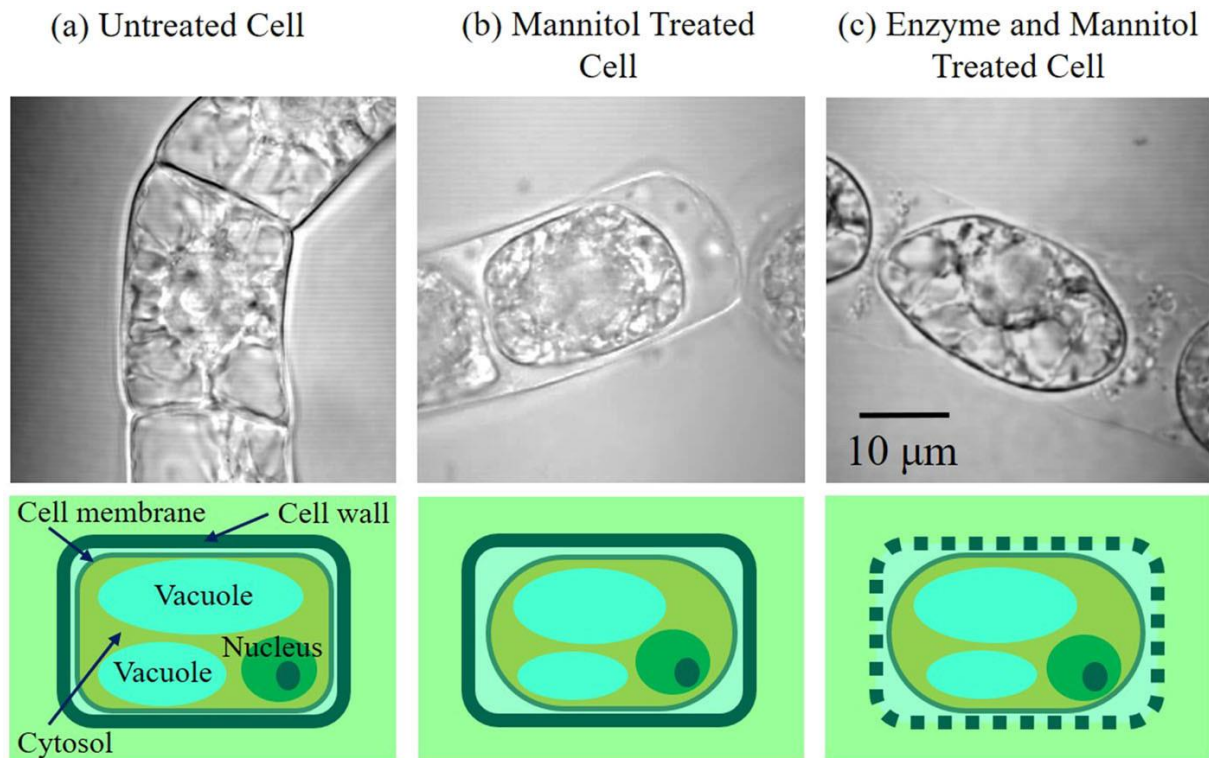 (a) Untreated Cell
(b) Mannitol Treated
Cell
(c) Enzyme and Mannitol
Treated Cell
10 μm
Cell membrane
Cell wall
Vacuole
Nucleus
Vacuole
Cytosol